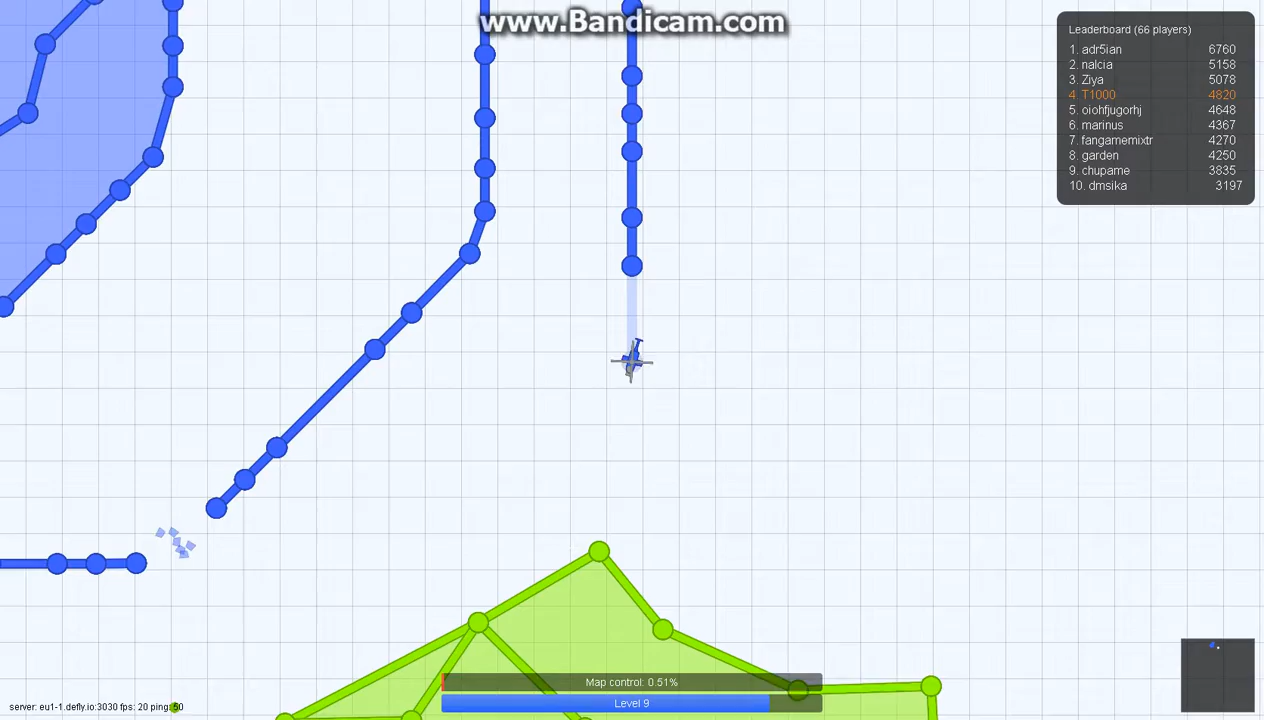 www.Bandicam.com
Leaderboard (66 players)
1. adr5ian 6760
2. nalcia 5158
3. Ziya 5078
4. T1000 4820
5. oiohfjugorhj 4648
6. marinus 4367
7. fangamemixtr 4270
8. garden 4250
9. chupame 3835
10. dmsika 3197
Map control: 0.51%
Level 9
server: eu1-1.defly.io:3030 fps: 20 ping: 50